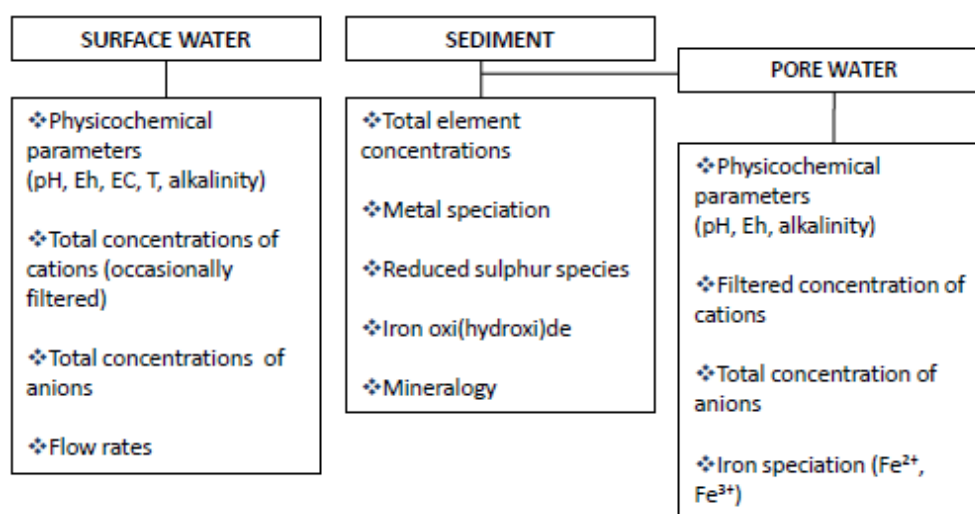 SURFACE WATER
❖Physicochemical
parameters
(pH, Eh, EC, T, alkalinity)
❖Total concentrations of
cations (occasionally
filtered)
❖Total concentrations of
anions
❖Flow rates
SEDIMENT
❖Total element
concentrations
❖Metal speciation
❖Reduced sulphur species
❖Iron oxi(hydroxi)de
❖Mineralogy
PORE WATER
❖Physicochemical
parameters
(pH, Eh, alkalinity)
❖Filtered concentration of
cations
❖Total concentration of
anions
❖Iron speciation (Fe²⁺,
Fe³⁺)